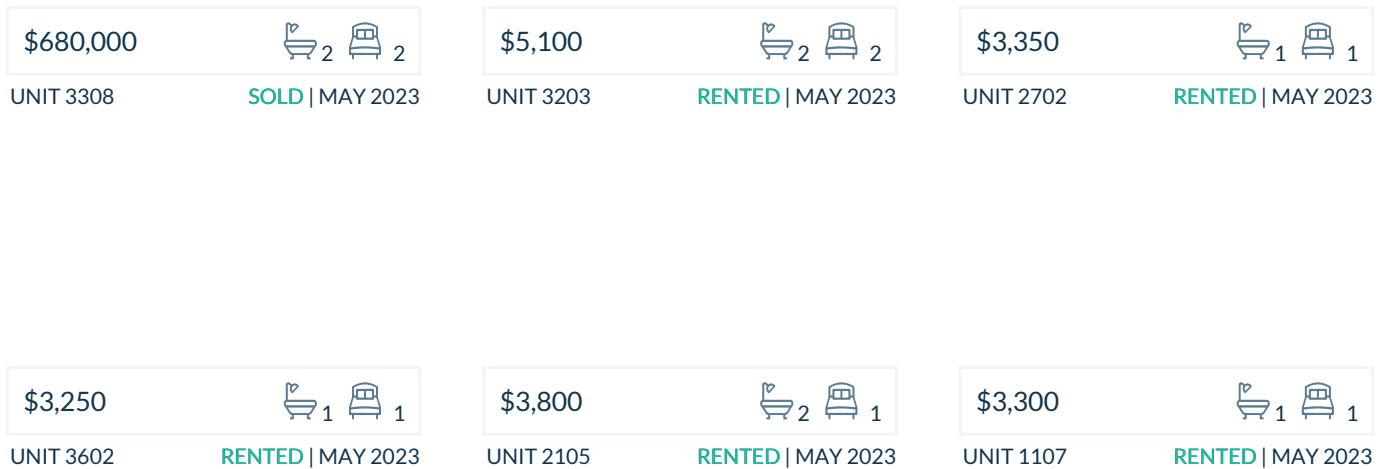 $680,000 2 2
UNIT 3308 SOLD | MAY 2023
$5,100 2 2
UNIT 3203 RENTED | MAY 2023
$3,350 1 1
UNIT 2702 RENTED | MAY 2023
$3,250 1 1
UNIT 3602 RENTED | MAY 2023
$3,800 2 1
UNIT 2105 RENTED | MAY 2023
$3,300 1 1
UNIT 1107 RENTED | MAY 2023